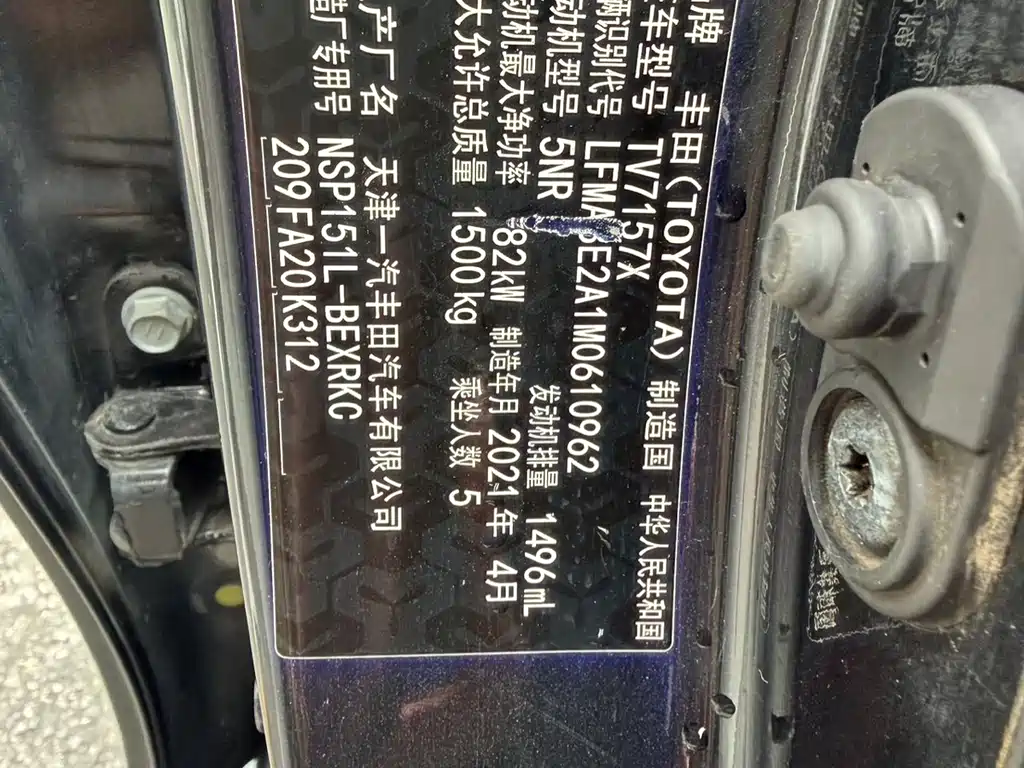 牌 丰田(TOYOTA) 制造国 中华人民共和国
车型号 TV7157X
辆识别代号 LFMA8E2A1M0610962
动机型号 5NR 发动机排量 1496mL
动机最大净功率 82kW 制造年月 2021年 4月
大允许总质量 1500kg 乘坐人数 5
产厂名 天津一汽丰田汽车有限公司
造厂专用号 NSP151L-BEXRKC
209FA20K312